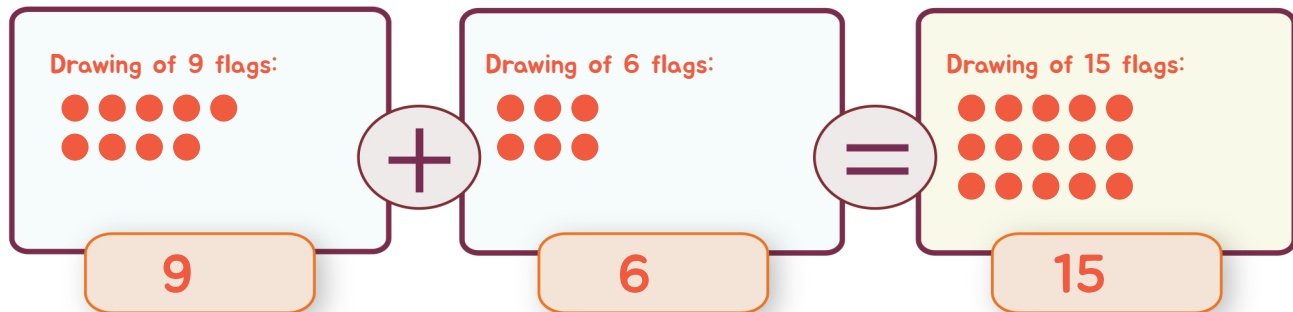 Drawing of 9 flags:
Drawing of 6 flags:
Drawing of 15 flags:
+
=
9
6
15